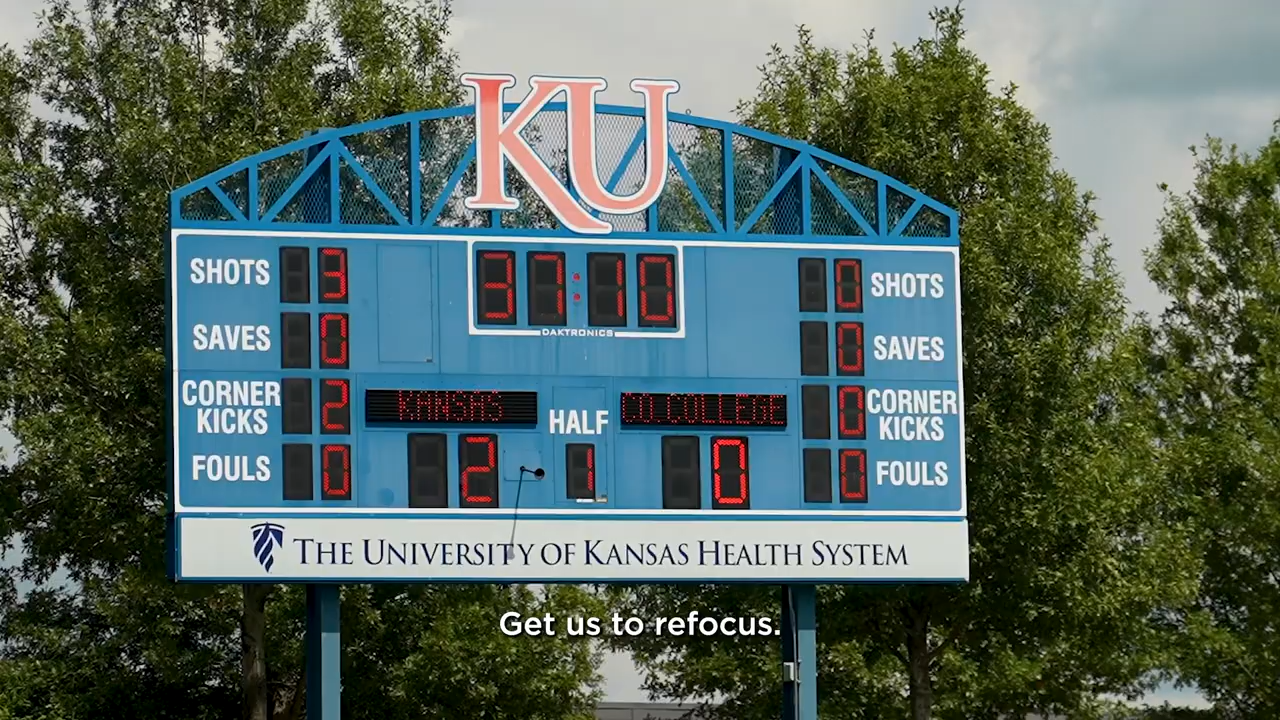 KU
SHOTS 3 37:10 0 SHOTS
DAKTRONICS
SAVES 0 0 SAVES
CORNER KICKS 2 KANSAS HALF CO.COLLEGE 0 CORNER KICKS
FOULS 0 2 1 0 0 FOULS
THE UNIVERSITY OF KANSAS HEALTH SYSTEM
Get us to refocus.